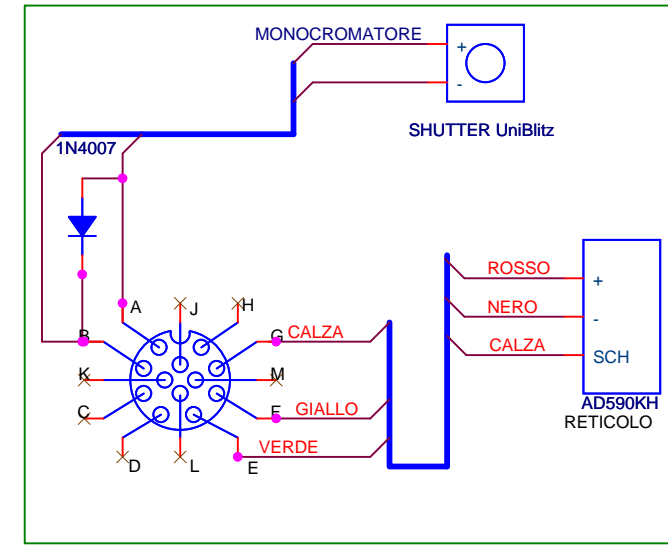 MONOCROMATORE
+
-
SHUTTER UniBlitz
1N4007
ROSSO
+
NERO
-
CALZA
SCH
AD590KH
RETICOLO
A
J
H
B
G
CALZA
K
M
C
F
GIALLO
VERDE
D
L
E